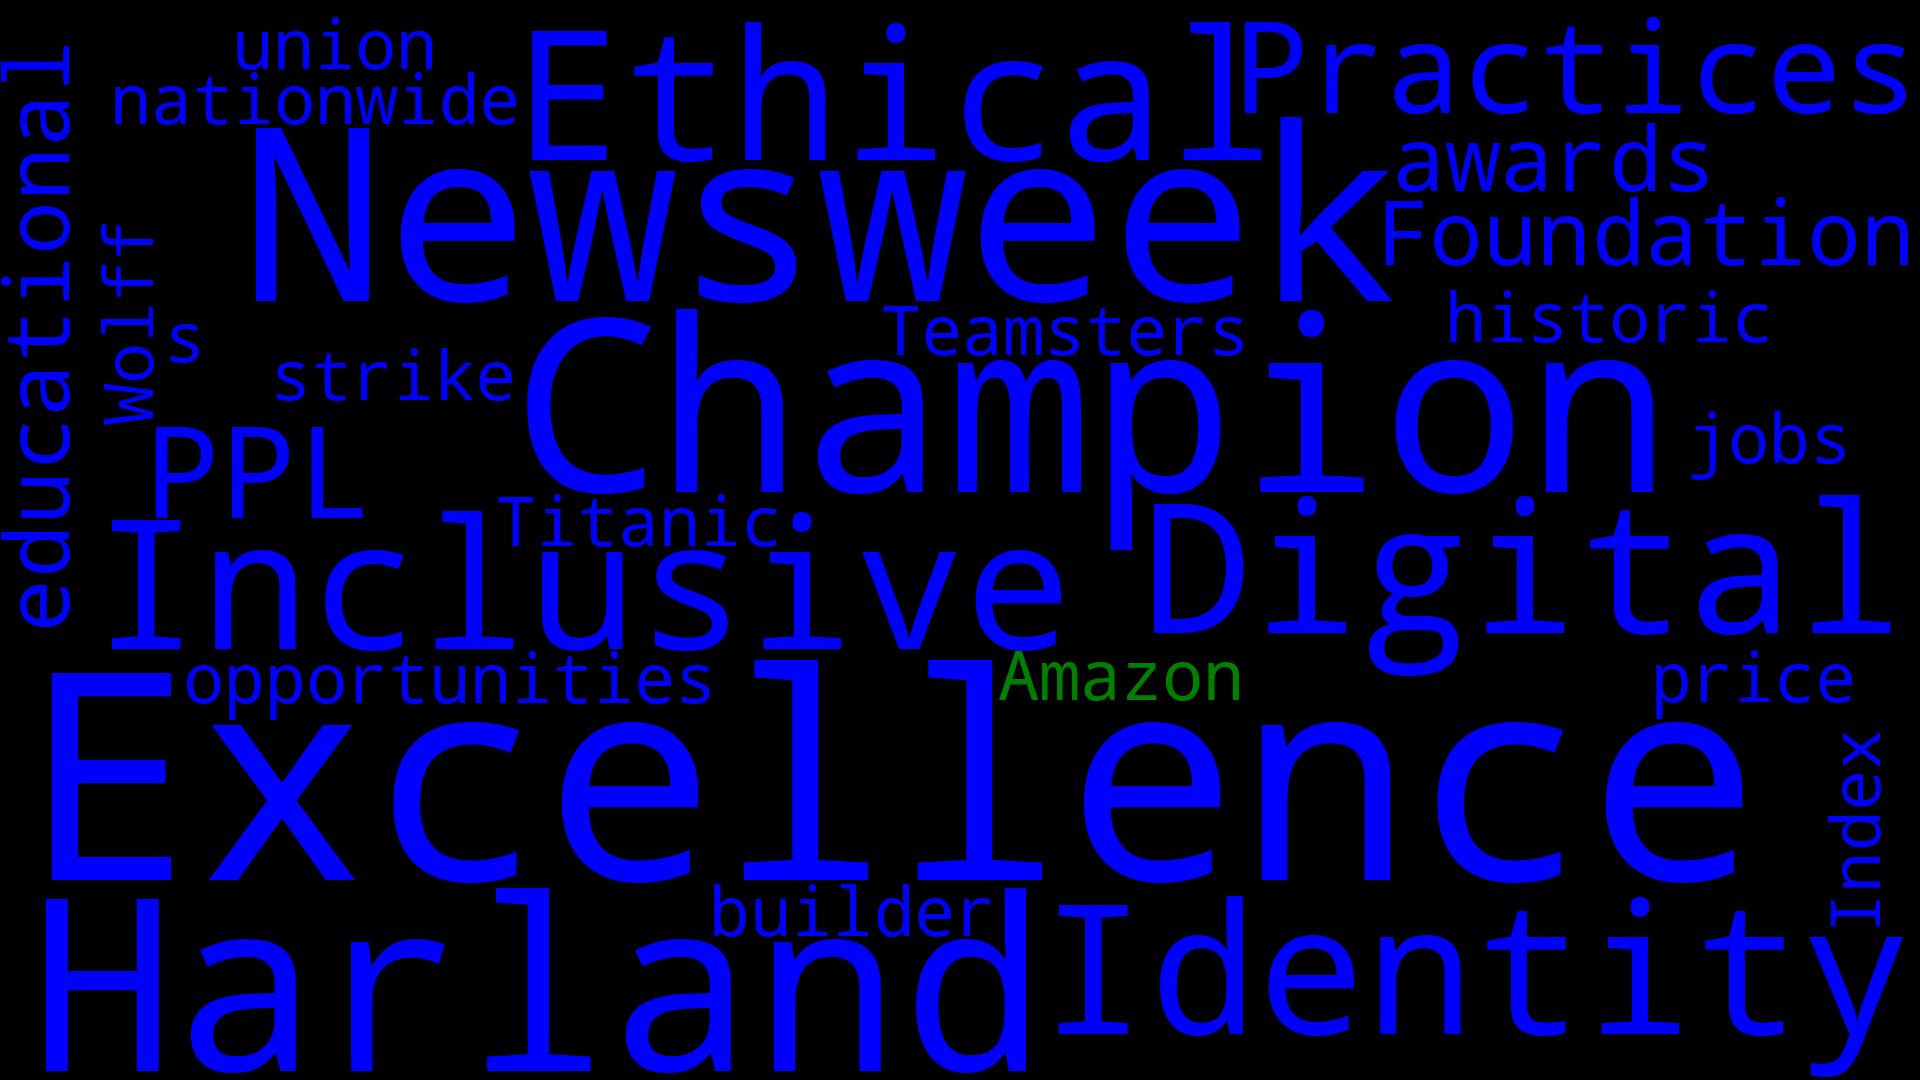 educational
union
nationwide
Ethical
Practices
Newsweek
awards
Foundation
Wolff
s
strike
Teamsters
historic
Champion
jobs
PPL
Titanic
Inclusive
Digital
opportunities
Amazon
price
Excellence
Index
builder
Harland
Identity